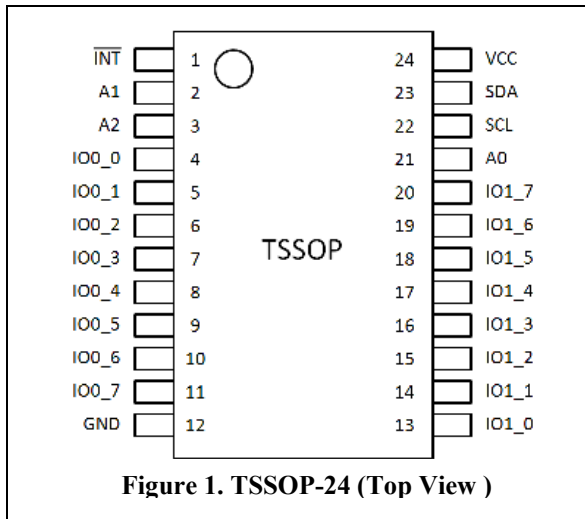 I̅N̅T̅ 1 24 VCC
A1 2 23 SDA
A2 3 22 SCL
IO0_0 4 21 A0
IO0_1 5 20 IO1_7
IO0_2 6 19 IO1_6
IO0_3 7 TSSOP 18 IO1_5
IO0_4 8 17 IO1_4
IO0_5 9 16 IO1_3
IO0_6 10 15 IO1_2
IO0_7 11 14 IO1_1
GND 12 13 IO1_0
Figure 1. TSSOP-24 (Top View )